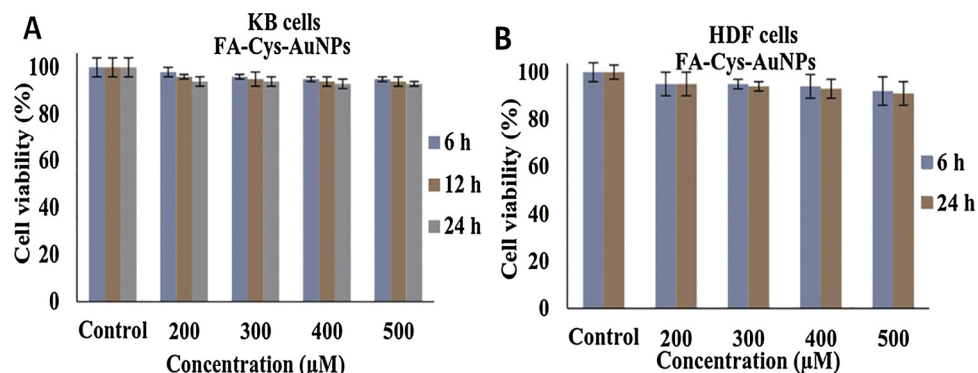 A
KB cells
FA-Cys-AuNPs
Cell viability (%)
100
80
60
40
20
0
6 h
12 h
24 h
Control 200 300 400 500
Concentration (µM)
B
HDF cells
FA-Cys-AuNPs
Cell viability (%)
100
80
60
40
20
0
6 h
24 h
Control 200 300 400 500
Concentration (µM)